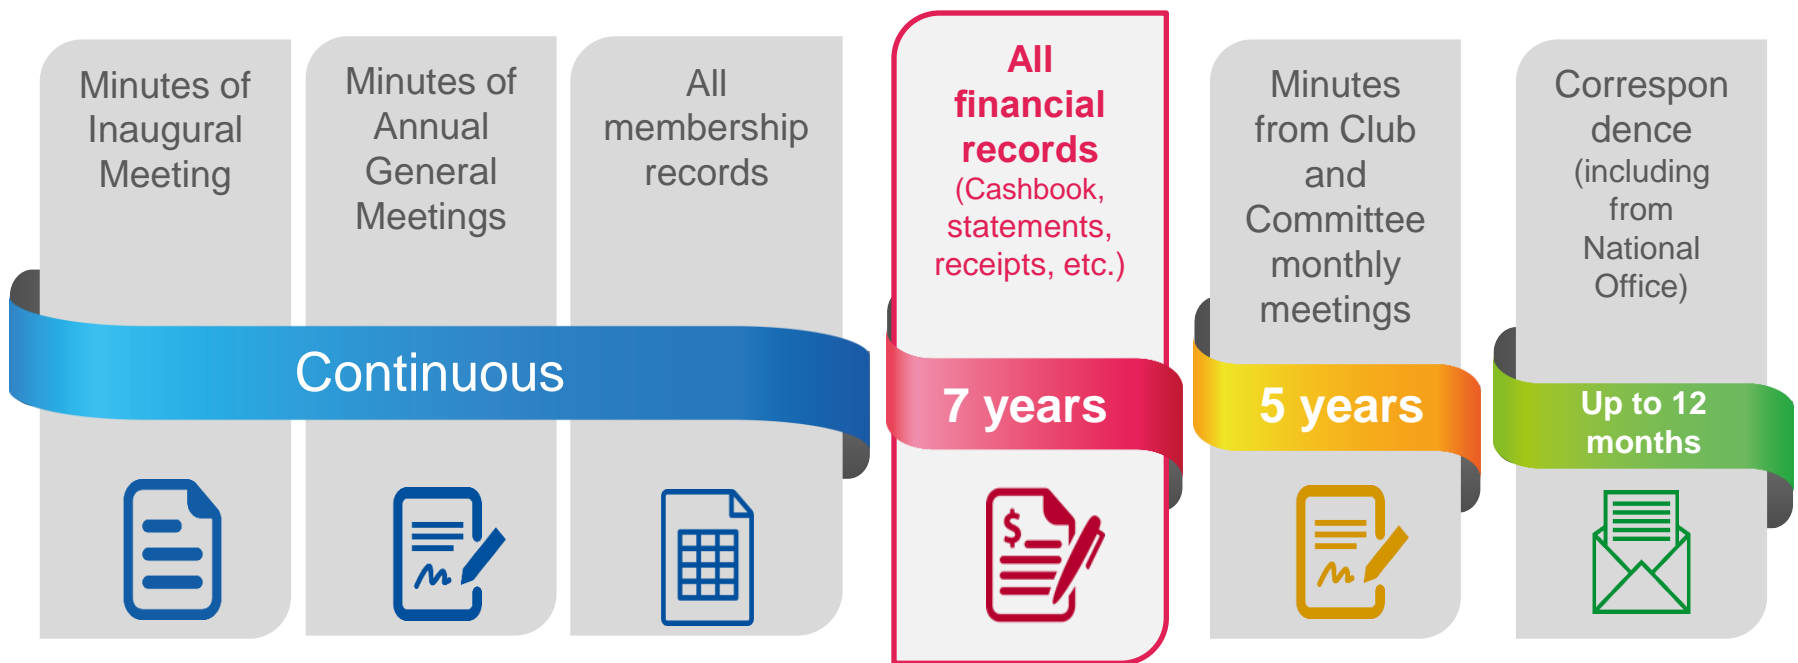 Minutes of
Inaugural
Meeting
Minutes of
Annual
General
Meetings
All
membership
records
Continuous
All
financial
records
(Cashbook,
statements,
receipts, etc.)
7 years
$
Minutes
from Club
and
Committee
monthly
meetings
5 years
Correspon
dence
(including
from
National
Office)
Up to 12
months